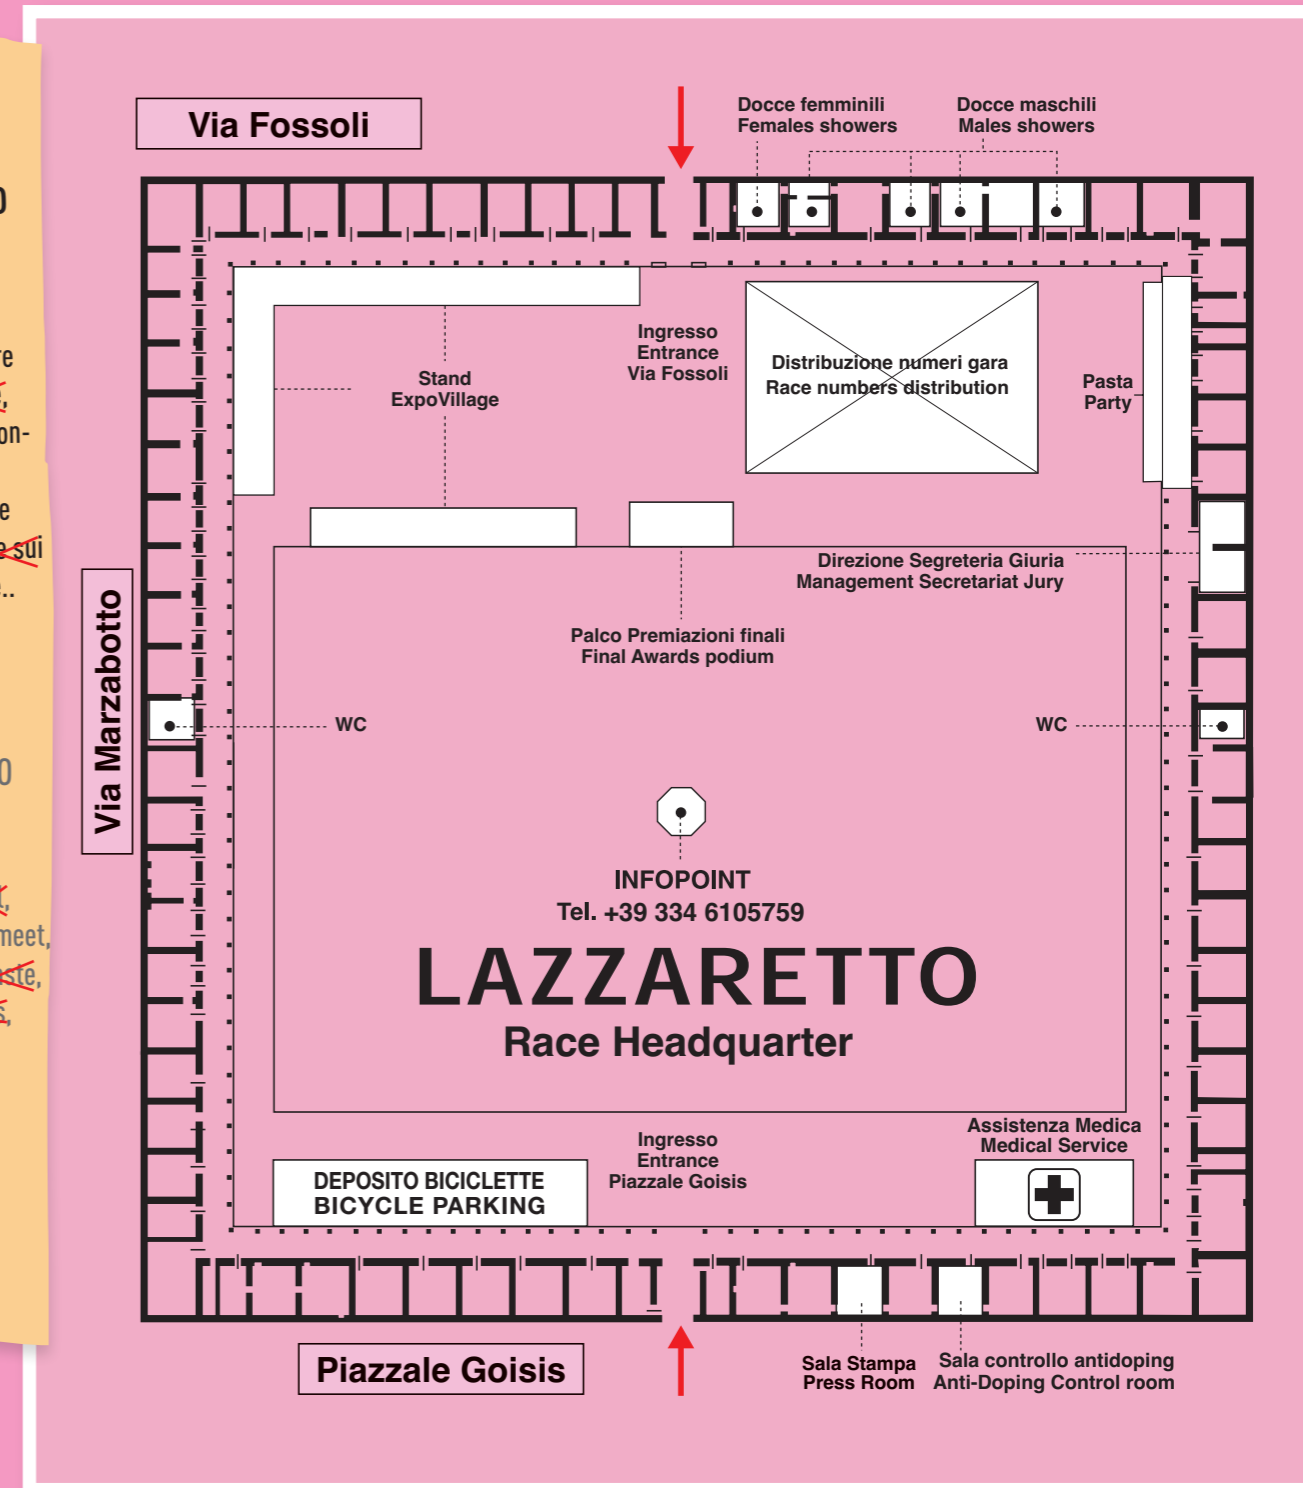 Via Fossoli
Docce femminili
Females showers
Docce maschili
Males showers
Ingresso
Entrance
Via Fossoli
Distribuzione numeri gara
Race numbers distribution
Stand
ExpoVillage
Pasta
Party
Direzione Segreteria Giuria
Management Secretariat Jury
Palco Premiazioni finali
Final Awards podium
Via Marzabotto
WC
WC
INFOPOINT
Tel. +39 334 6105759
LAZZARETTO
Race Headquarter
Ingresso
Entrance
Piazzale Goisis
Assistenza Medica
Medical Service
DEPOSITO BICICLETTE
BICYCLE PARKING
Piazzale Goisis
Sala Stampa
Press Room
Sala controllo antidoping
Anti-Doping Control room
sui
meet,